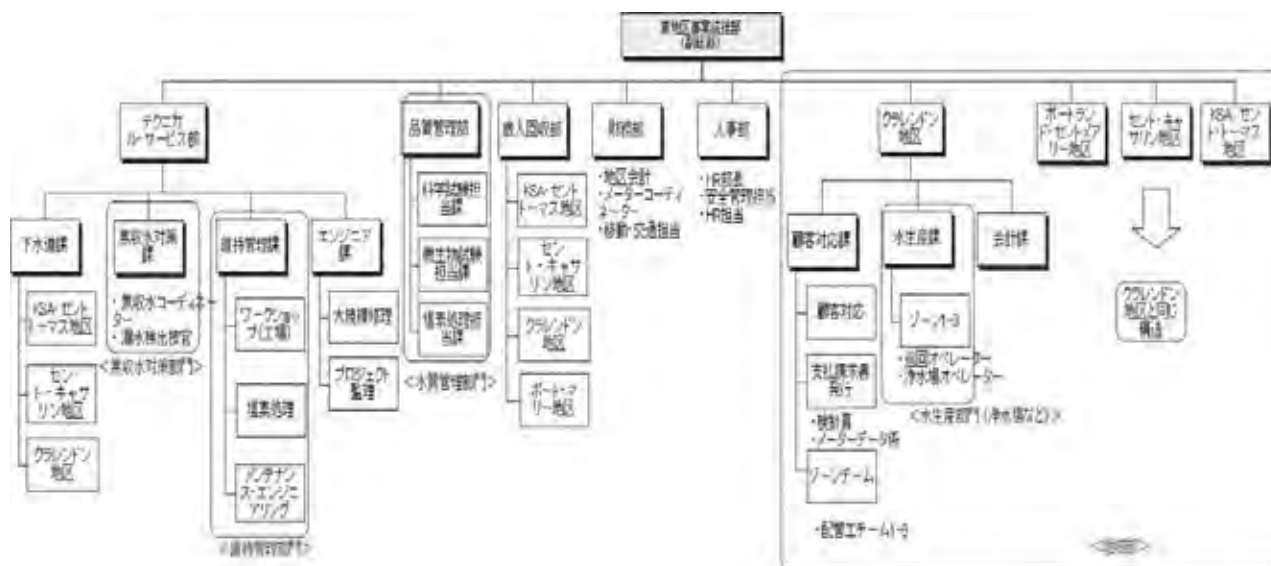 東地区事業統括部
テクニカ
ル・サービス部
品質管理部
財務部
人事部
クラレンドン
地区
ポートラン
ド・セントメア
リー地区
セント・キャ
サリン地区
KSA・セン
ト・トーマス
地区
下水道課
無収水対策
課
維持管理課
エンジニア
課
科学試験担
当課
微生物試験
担当課
塩素処理担
当課
KSA・セント
トーマス地区
セン
ト・キャサ
リン地区
クラレンドン
地区
ポート・マ
リー地区
・地区会計
・メーターコーディ
ネーター
・移動・交通担当
・HR部長
・安全管理担当
・HR担当
顧客対応課
水生産課
会計課
KSA・セント
トーマス地区
セン
ト・キャサ
リン地区
クラレンドン
地区
・無収水コーディネー
ター
・漏水検出技官
<無収水対策部門>
ワークショッ
プ(工場)
塩素処理
メンテナン
ス・エンジニ
アリング
<維持管理部門>
大規模修理
プロジェクト
監理
<水質管理部門>
顧客対応
支払請求書
発行
・検針員
・メーターデータ係
ゾーンチーム
・配管工チーム1-3
ゾーン1-3
・巡回オペレーター
・浄水場オペレーター
<水生産部門(浄水場など)>
クラレンドン
地区と同じ
構造